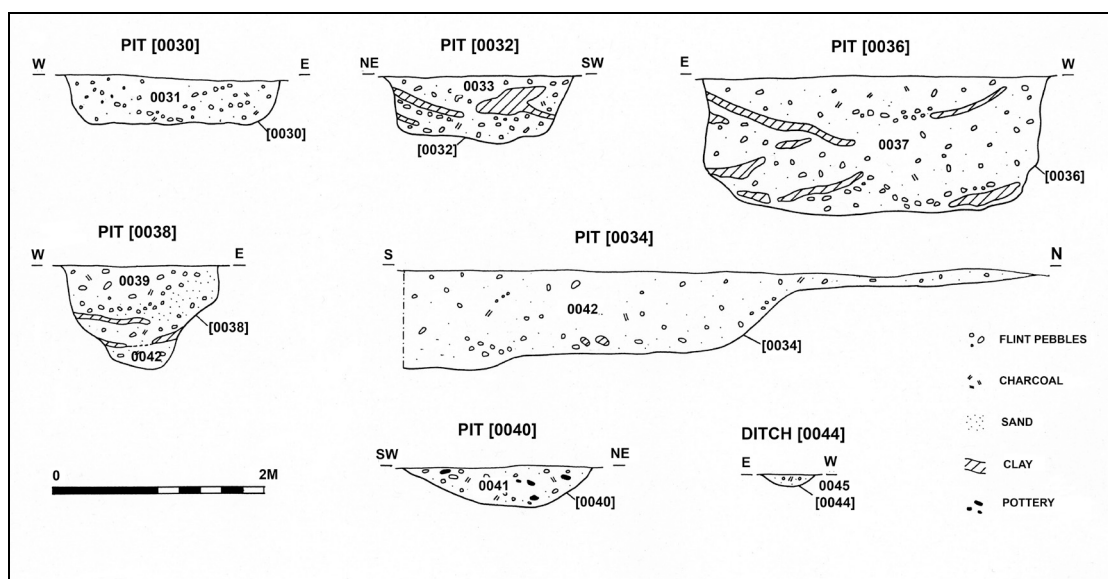 PIT [0030]
W E
0031
[0030]
PIT [0032]
NE SW
0033
[0032]
PIT [0036]
E W
0037
[0036]
PIT [0038]
W E
0039
[0038]
0042
PIT [0034]
S N
0042
[0034]
FLINT PEBBLES
CHARCOAL
SAND
CLAY
POTTERY
PIT [0040]
SW NE
0041
[0040]
DITCH [0044]
E W
0045
[0044]
0 2M